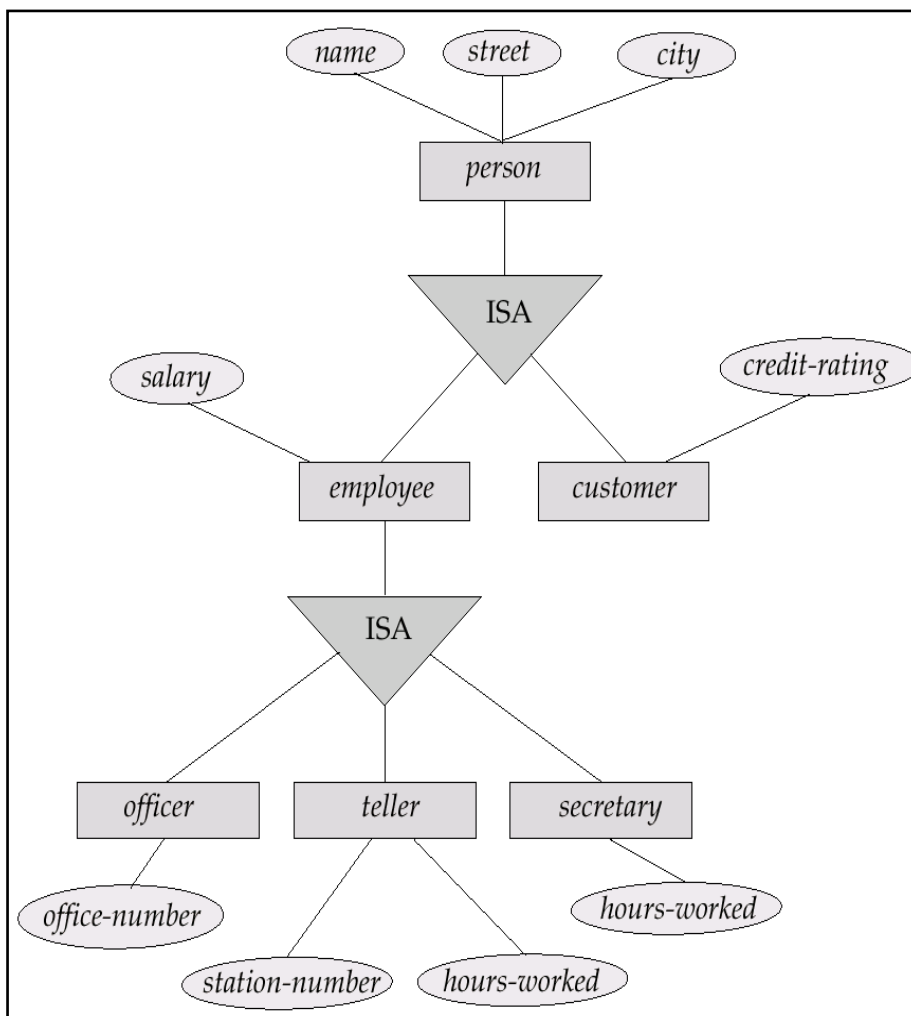 name
street
city
person
ISA
salary
credit-rating
employee
customer
ISA
officer
teller
secretary
office-number
hours-worked
station-number
hours-worked